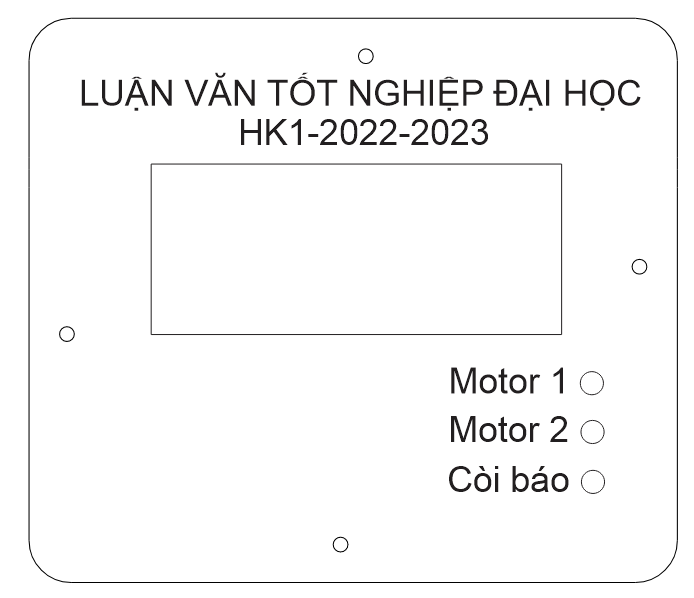 LUẬN VĂN TỐT NGHIỆP ĐẠI HỌC
HK1-2022-2023
Motor 1
Motor 2
Còi báo